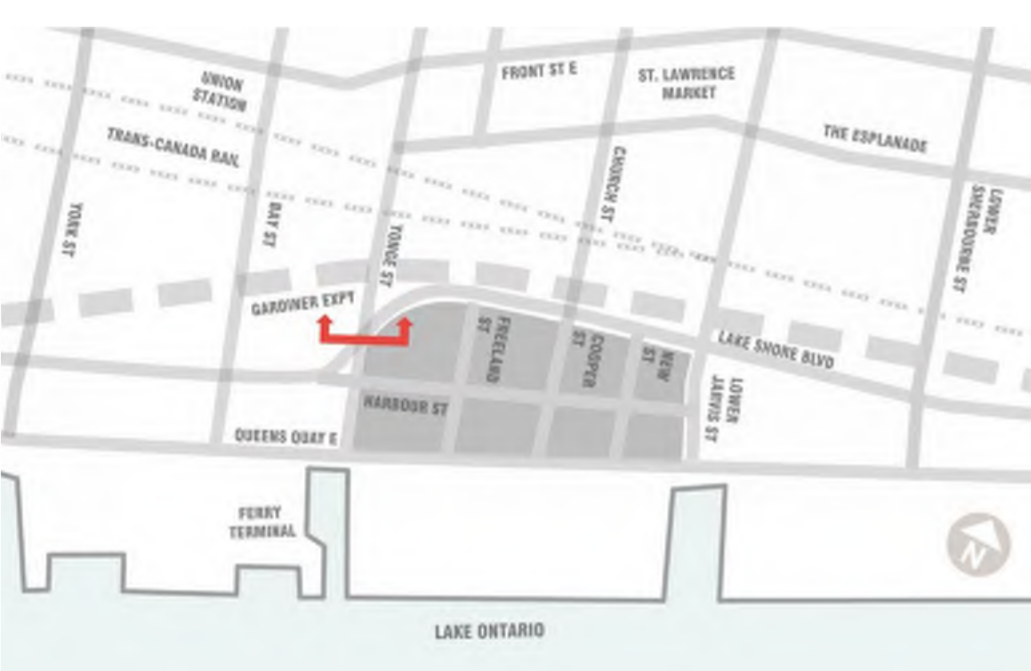 UNION
STATION
FRONT ST E
ST. LAWRENCE
MARKET
TRANS-CANADA RAIL
THE ESPLANADE
YORK ST
BAY ST
YONGE ST
CHURCH ST
LOWER
SHERBOURNE ST
GARDINER EXPY
FREELAND
ST
COOPER
ST
NEW
ST
LAKE SHORE BLVD
LOWER
JARVIS ST
HARBOUR ST
QUEENS QUAY E
FERRY
TERMINAL
N
LAKE ONTARIO